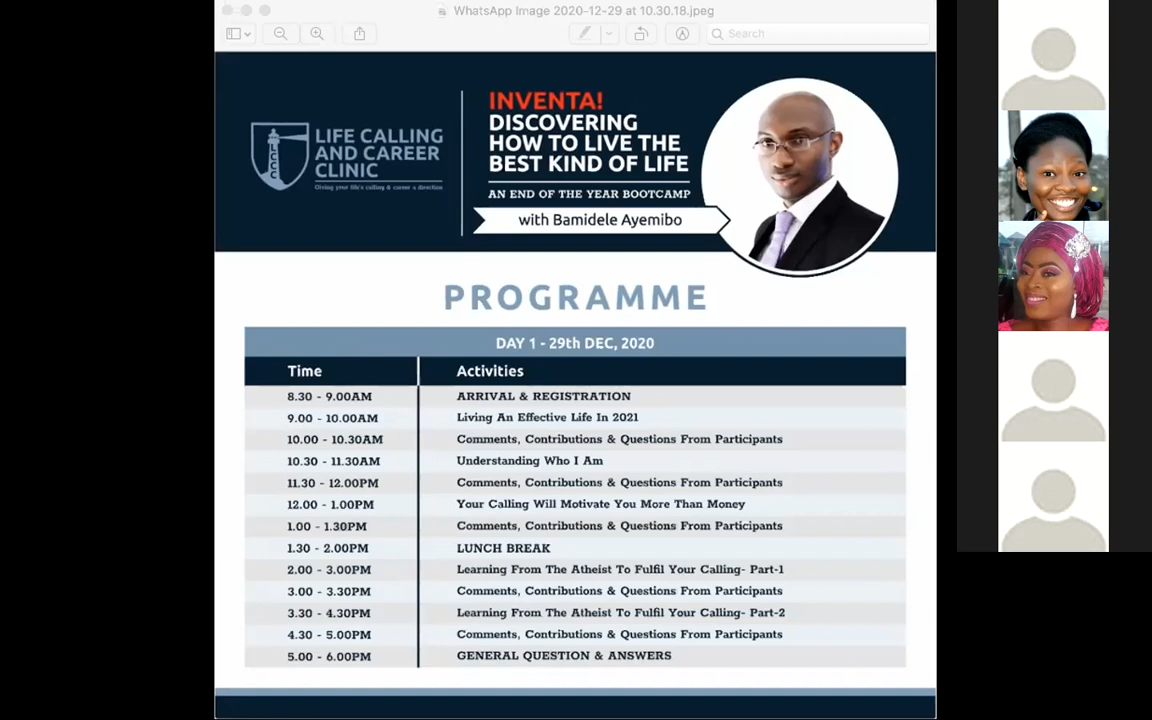 WhatsApp Image 2020-12-29 at 10.30.18.jpeg
Search
LCCC
LIFE CALLING
AND CAREER
CLINIC
Giving your life's calling & career a direction
INVENTA!
DISCOVERING
HOW TO LIVE THE
BEST KIND OF LIFE
AN END OF THE YEAR BOOTCAMP
with Bamidele Ayemibo
PROGRAMME
DAY 1 - 29th DEC, 2020
Time Activities
8.30 - 9.00AM ARRIVAL & REGISTRATION
9.00 - 10.00AM Living An Effective Life In 2021
10.00 - 10.30AM Comments, Contributions & Questions From Participants
10.30 - 11.30AM Understanding Who I Am
11.30 - 12.00PM Comments, Contributions & Questions From Participants
12.00 - 1.00PM Your Calling Will Motivate You More Than Money
1.00 - 1.30PM Comments, Contributions & Questions From Participants
1.30 - 2.00PM LUNCH BREAK
2.00 - 3.00PM Learning From The Atheist To Fulfil Your Calling- Part-1
3.00 - 3.30PM Comments, Contributions & Questions From Participants
3.30 - 4.30PM Learning From The Atheist To Fulfil Your Calling- Part-2
4.30 - 5.00PM Comments, Contributions & Questions From Participants
5.00 - 6.00PM GENERAL QUESTION & ANSWERS